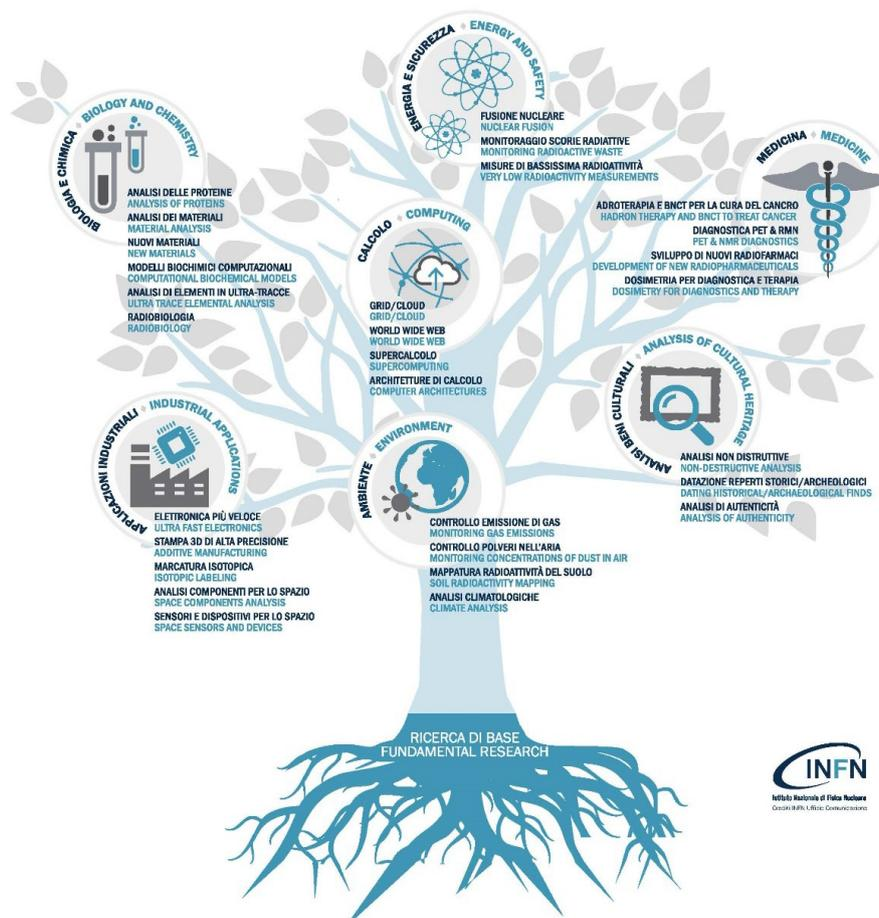 ENERGIA E SICUREZZA ♦ ENERGY AND SAFETY
FUSIONE NUCLEARE
NUCLEAR FUSION
MONITORAGGIO SCORIE RADIATTIVE
MONITORING RADIOACTIVE WASTE
MISURE DI BASSISSIMA RADIOATTIVITÀ
VERY LOW RADIOACTIVITY MEASUREMENTS
BIOLOGIA E CHIMICA ♦ BIOLOGY AND CHEMISTRY
ANALISI DELLE PROTEINE
ANALYSIS OF PROTEINS
ANALISI DEI MATERIALI
MATERIAL ANALYSIS
NUOVI MATERIALI
NEW MATERIALS
MODELLI BIOCHIMICI COMPUTAZIONALI
COMPUTATIONAL BIOCHEMICAL MODELS
ANALISI DI ELEMENTI IN ULTRA-TRACCE
ULTRA TRACE ELEMENTAL ANALYSIS
RADIOBIOLOGIA
RADIOBIOLOGY
MEDICINA ♦ MEDICINE
ADROTERAPIA E BNCT PER LA CURA DEL CANCRO
HADRON THERAPY AND BNCT TO TREAT CANCER
DIAGNOSTICA PET & RMN
PET & NMR DIAGNOSTICS
SVILUPPO DI NUOVI RADIOFARMACI
DEVELOPMENT OF NEW RADIOPHARMACEUTICALS
DOSIMETRIA PER DIAGNOSTICA E TERAPIA
DOSIMETRY FOR DIAGNOSTICS AND THERAPY
CALCOLO ♦ COMPUTING
GRID/CLOUD
GRID/CLOUD
WORLD WIDE WEB
WORLD WIDE WEB
SUPERCALCOLO
SUPERCOMPUTING
ARCHITETTURE DI CALCOLO
COMPUTER ARCHITECTURES
ANALISI BENI CULTURALI ♦ ANALYSIS OF CULTURAL HERITAGE
ANALISI NON DISTRUTTIVE
NON-DESTRUCTIVE ANALYSIS
DATAZIONE REPERTI STORICI/ARCHEOLOGICI
DATING HISTORICAL/ARCHAEOLOGICAL FINDS
ANALISI DI AUTENTICITÀ
ANALYSIS OF AUTHENTICITY
APPLICAZIONI INDUSTRIALI ♦ INDUSTRIAL APPLICATIONS
ELETTRONICA PIÙ VELOCE
ULTRA FAST ELECTRONICS
STAMPA 3D DI ALTA PRECISIONE
ADDITIVE MANUFACTURING
MARCATURA ISOTOPICA
ISOTOPIC LABELING
ANALISI COMPONENTI PER LO SPAZIO
SPACE COMPONENTS ANALYSIS
SENSORI E DISPOSITIVI PER LO SPAZIO
SPACE SENSORS AND DEVICES
AMBIENTE ♦ ENVIRONMENT
CONTROLLO EMISSIONE DI GAS
MONITORING GAS EMISSIONS
CONTROLLO POLVERI NELL'ARIA
MONITORING CONCENTRATIONS OF DUST IN AIR
MAPPATURA RADIOATTIVITÀ DEL SUOLO
SOIL RADIOACTIVITY MAPPING
ANALISI CLIMATOLOGICHE
CLIMATE ANALYSIS
RICERCA DI BASE
FUNDAMENTAL RESEARCH
INFN
Istituto Nazionale di Fisica Nucleare
Crediti INFN Ufficio Comunicazione